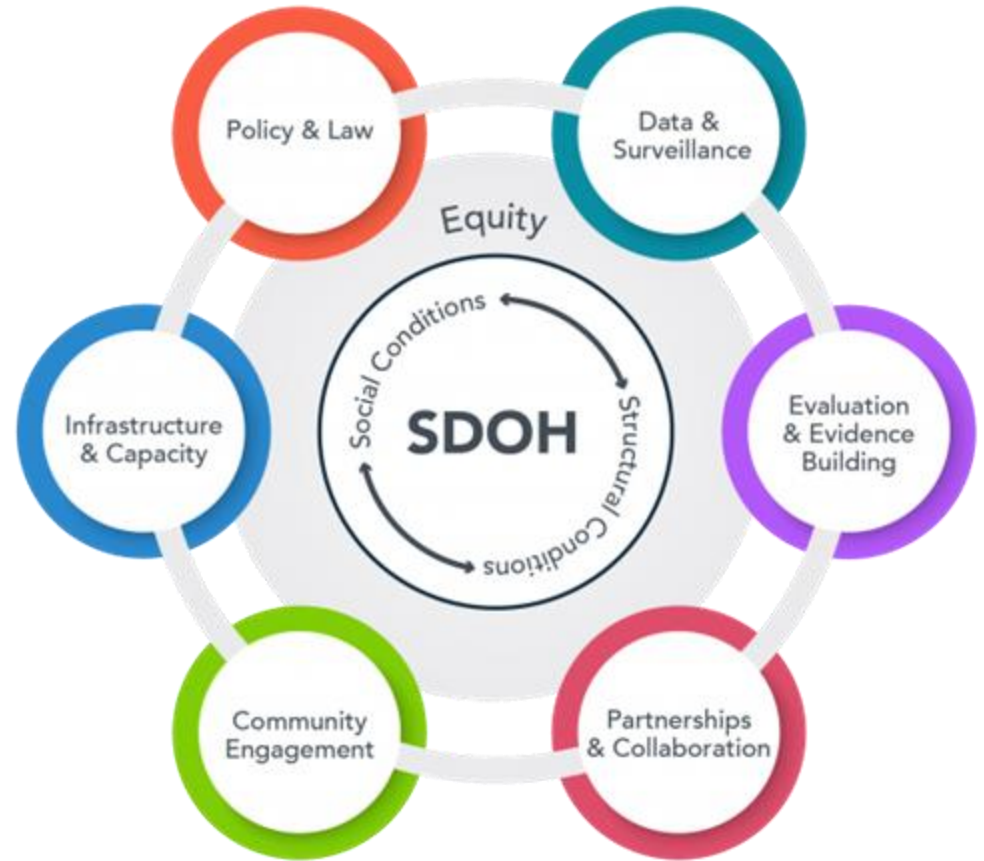 Policy & Law
Data &
Surveillance
Equity
Social Conditions
Structural Conditions
SDOH
Infrastructure
& Capacity
Evaluation
& Evidence
Building
Community
Engagement
Partnerships
& Collaboration